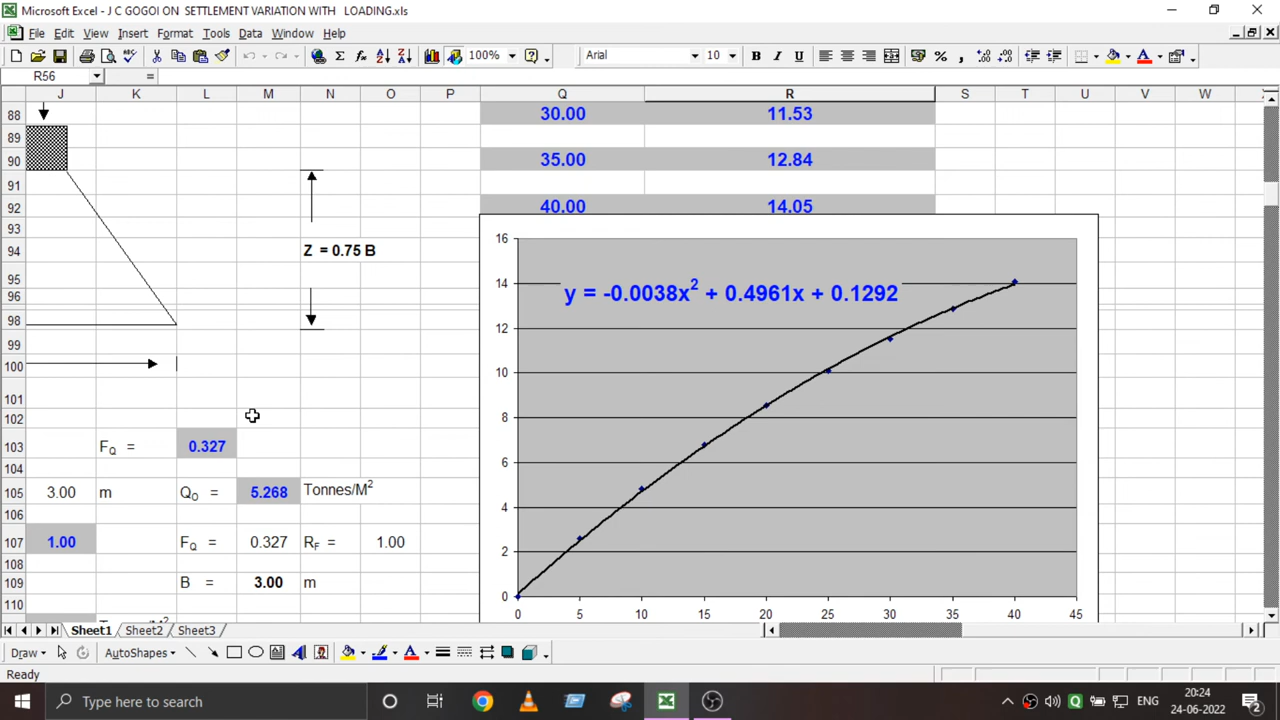 Microsoft Excel - J C GOGOI ON SETTLEMENT VARIATION WITH LOADING.xls
File Edit View Insert Format Tools Data Window Help
100% Arial 10 B I U
R56 =
J K L M N O P Q R S T U V W
88 30.00 11.53
89
90 35.00 12.84
91
92 40.00 14.05
93
94 Z = 0.75 B
95
96
98
99
100
101
102
103 FQ = 0.327
104
105 3.00 m QO = 5.268 Tonnes/M2
106
107 1.00 FQ = 0.327 RF = 1.00
108
109 B = 3.00 m
110
y = -0.0038x2 + 0.4961x + 0.1292
16
14
12
10
8
6
4
2
0
0 5 10 15 20 25 30 35 40 45
Sheet1 Sheet2 Sheet3
Draw AutoShapes
Ready
Type here to search
ENG
20:24
24-06-2022
2